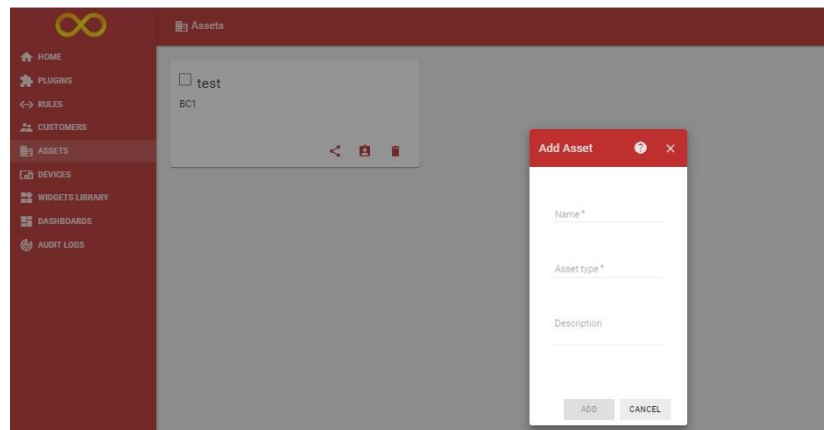 Assets
HOME
PLUGINS
RULES
CUSTOMERS
ASSETS
DEVICES
WIDGETS LIBRARY
DASHBOARDS
AUDIT LOGS
test
BC1
Add Asset
Name *
Asset type *
Description
ADD CANCEL